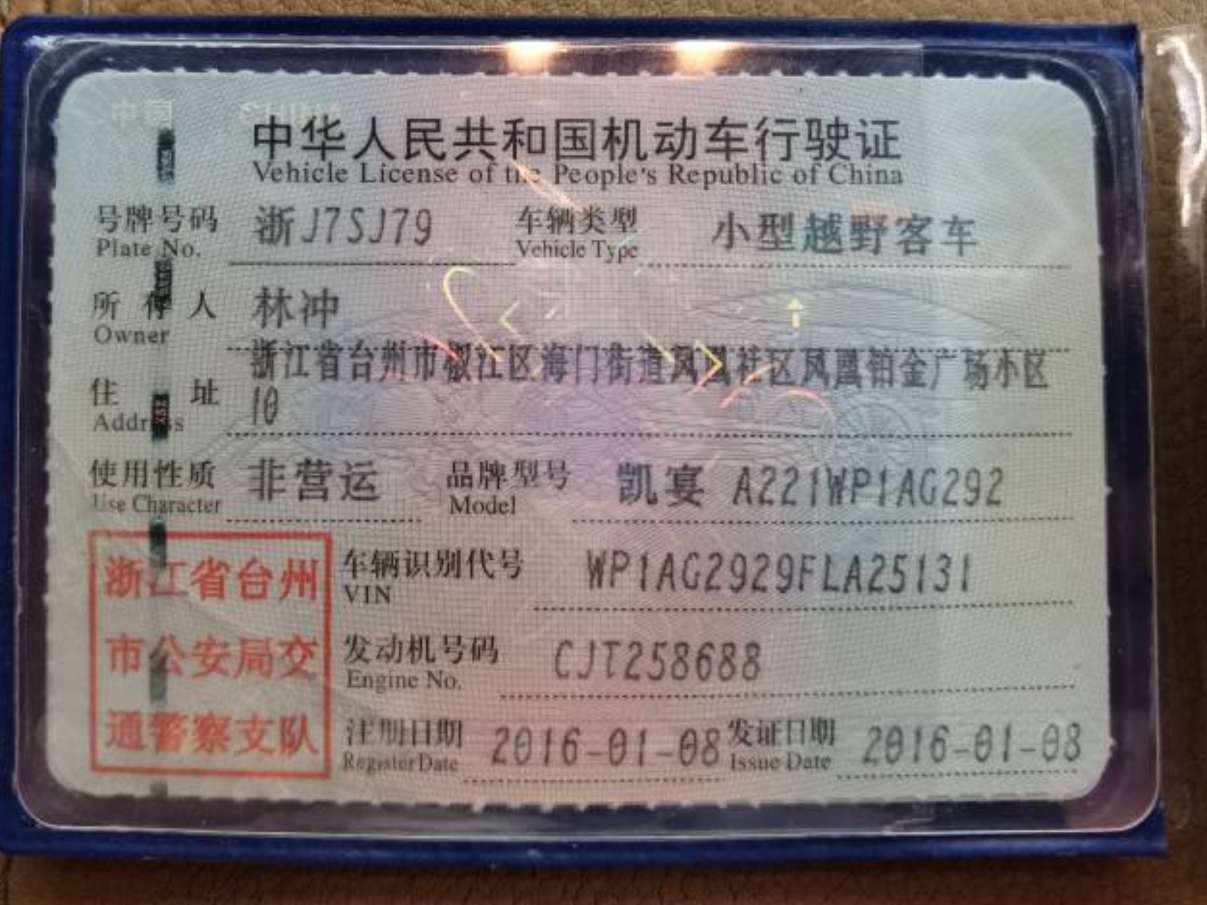 中华人民共和国机动车行驶证
Vehicle License of the People's Republic of China
号牌号码 浙J7SJ79 车辆类型 小型越野客车
Plate No. Vehicle Type
所有人 林冲
Owner
浙江省台州市椒江区海门街道凤凰社区凤凰铂金广场小区
住址 10
Address
使用性质 非营运 品牌型号 凯宴 A221WP1AG292
Use Character Model
浙江省台州 车辆识别代号 WP1AG2929FLA25131
VIN
市公安局交 发动机号码 CJT258688
Engine No.
通警察支队 注册日期 2016-01-08 发证日期 2016-01-08
Register Date Issue Date